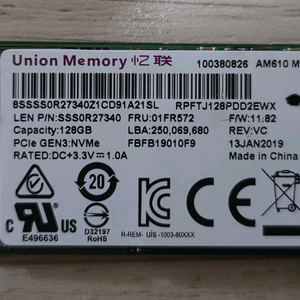 Union Memory 忆联
100380826 AM610 M
8SSSS0R27340Z1CD91A21SL RPFTJ128PDD2EWX
LEN P/N: SSS0R27340 FRU:01FR572 F/W:11.82
Capacity:128GB LBA:250,069,680 REV:VC
PCIe GEN3:NVMe FBFB19010F9 13JAN2019
RATED:DC+3.3V⎓1.0A Made in China
20
E496636
D32197
RoHS
R-REM- UIS -1003-80XXX